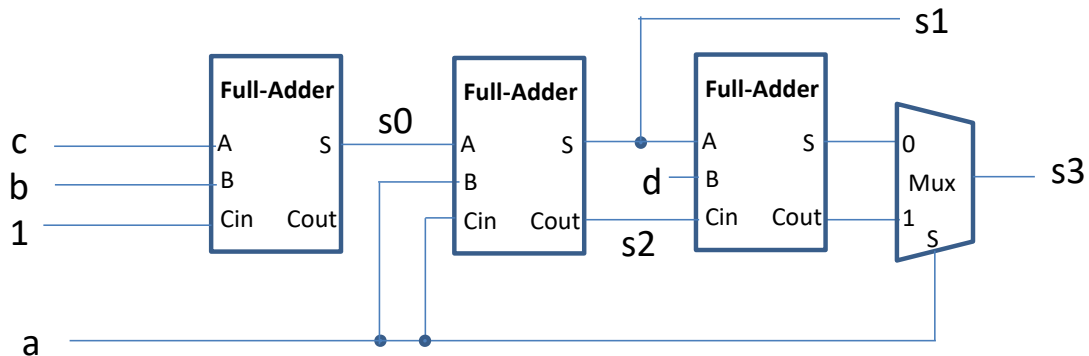 s1
Full-Adder
Full-Adder
Full-Adder
c
A
S
s0
A
S
A
S
0
b
B
B
d
B
Mux
s3
1
Cin
Cout
Cin
Cout
s2
Cin
Cout
1
S
a